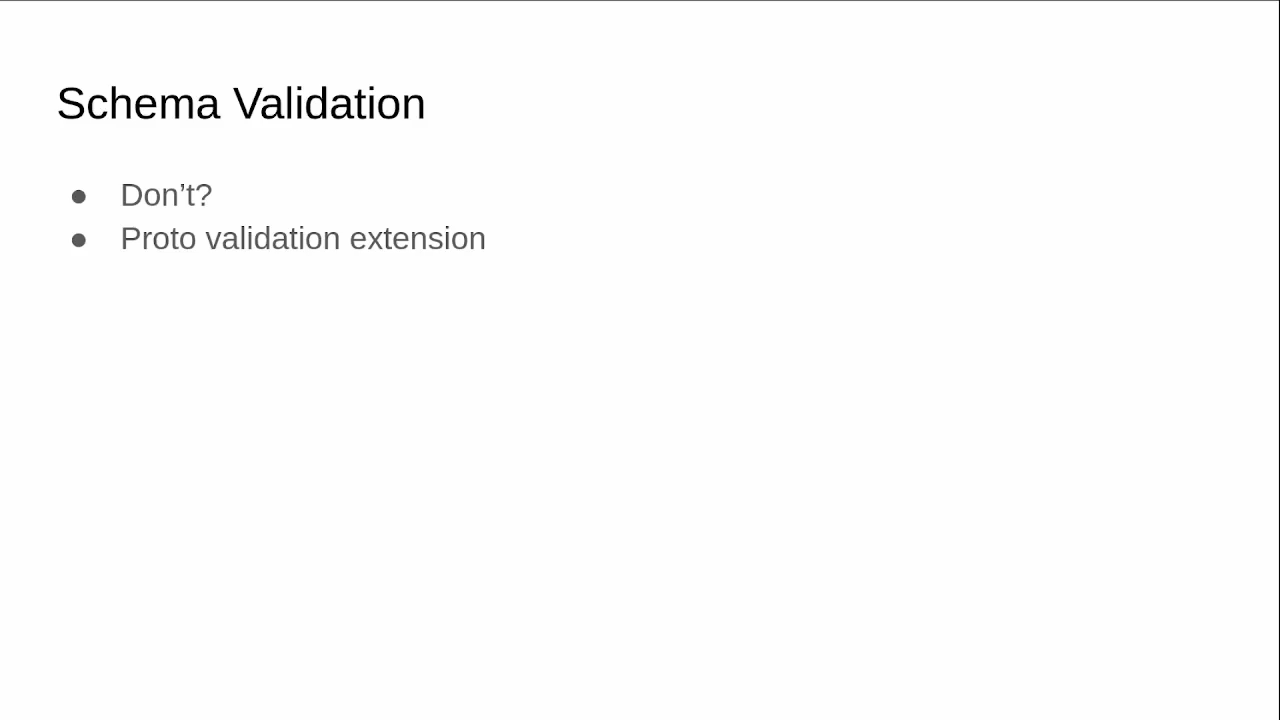 Schema Validation
● Don’t?
● Proto validation extension